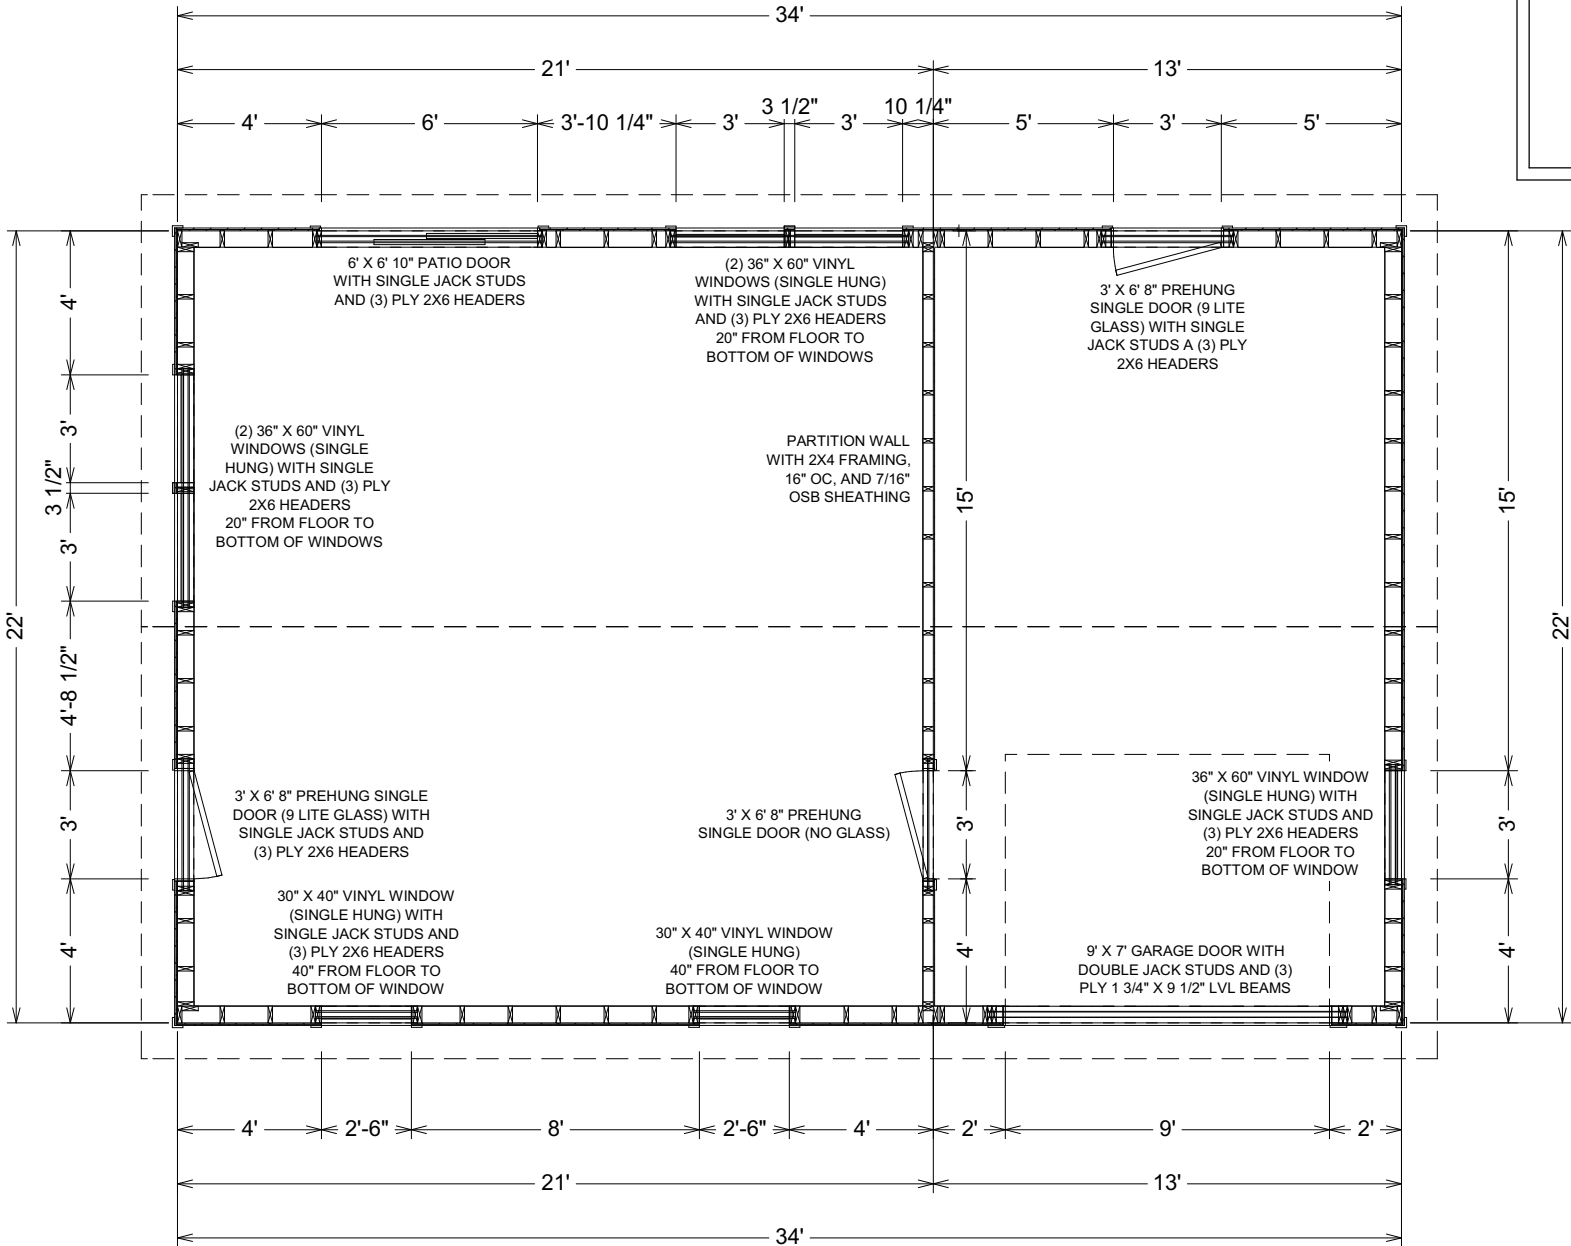 34'
21'
13'
3 1/2"
10 1/4"
4'
6'
3'-10 1/4"
3'
3'
5'
3'
5'
6' X 6' 10" PATIO DOOR
WITH SINGLE JACK STUDS
AND (3) PLY 2X6 HEADERS
(2) 36" X 60" VINYL
WINDOWS (SINGLE HUNG)
WITH SINGLE JACK STUDS
AND (3) PLY 2X6 HEADERS
20" FROM FLOOR TO
BOTTOM OF WINDOWS
3' X 6' 8" PREHUNG
SINGLE DOOR (9 LITE
GLASS) WITH SINGLE
JACK STUDS A (3) PLY
2X6 HEADERS
(2) 36" X 60" VINYL
WINDOWS (SINGLE
HUNG) WITH SINGLE
JACK STUDS AND (3) PLY
2X6 HEADERS
20" FROM FLOOR TO
BOTTOM OF WINDOWS
PARTITION WALL
WITH 2X4 FRAMING,
16" OC, AND 7/16"
OSB SHEATHING
22'
4'
3'
3 1/2"
3'
4'-8 1/2"
3'
4'
15'
3'
4'
15'
3'
4'
22'
3' X 6' 8" PREHUNG SINGLE
DOOR (9 LITE GLASS) WITH
SINGLE JACK STUDS AND
(3) PLY 2X6 HEADERS
3' X 6' 8" PREHUNG
SINGLE DOOR (NO GLASS)
36" X 60" VINYL WINDOW
(SINGLE HUNG) WITH
SINGLE JACK STUDS AND
(3) PLY 2X6 HEADERS
20" FROM FLOOR TO
BOTTOM OF WINDOW
30" X 40" VINYL WINDOW
(SINGLE HUNG) WITH
SINGLE JACK STUDS AND
(3) PLY 2X6 HEADERS
40" FROM FLOOR TO
BOTTOM OF WINDOW
30" X 40" VINYL WINDOW
(SINGLE HUNG)
40" FROM FLOOR TO
BOTTOM OF WINDOW
9' X 7' GARAGE DOOR WITH
DOUBLE JACK STUDS AND (3)
PLY 1 3/4" X 9 1/2" LVL BEAMS
4'
2'-6"
8'
2'-6"
4'
2'
9'
2'
21'
13'
34'